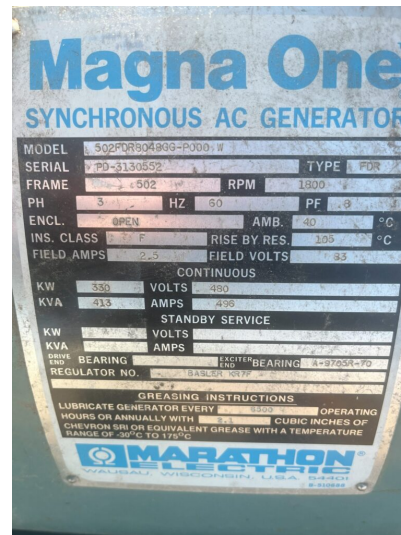 Magna One
SYNCHRONOUS AC GENERATOR
MODEL 502FDR8048GG-P000 W
SERIAL PD-3130552 TYPE FDR
FRAME 502 RPM 1800
PH 3 HZ 60 PF .8
ENCL. OPEN AMB. 40 °C
INS. CLASS F RISE BY RES. 105 °C
FIELD AMPS 2.5 FIELD VOLTS 83
CONTINUOUS
KW 330 VOLTS 480
KVA 413 AMPS 496
STANDBY SERVICE
KW VOLTS
KVA AMPS
DRIVE END BEARING EXCITER END BEARING A-9765R-70
REGULATOR NO. BASLER KR7F
GREASING INSTRUCTIONS
LUBRICATE GENERATOR EVERY OPERATING
HOURS OR ANNUALLY WITH CUBIC INCHES OF
CHEVRON SRI OR EQUIVALENT GREASE WITH A TEMPERATURE
RANGE OF -30°C TO 175°C
MARATHON®
ELECTRIC
WAUSAU, WISCONSIN, U.S.A. 54401